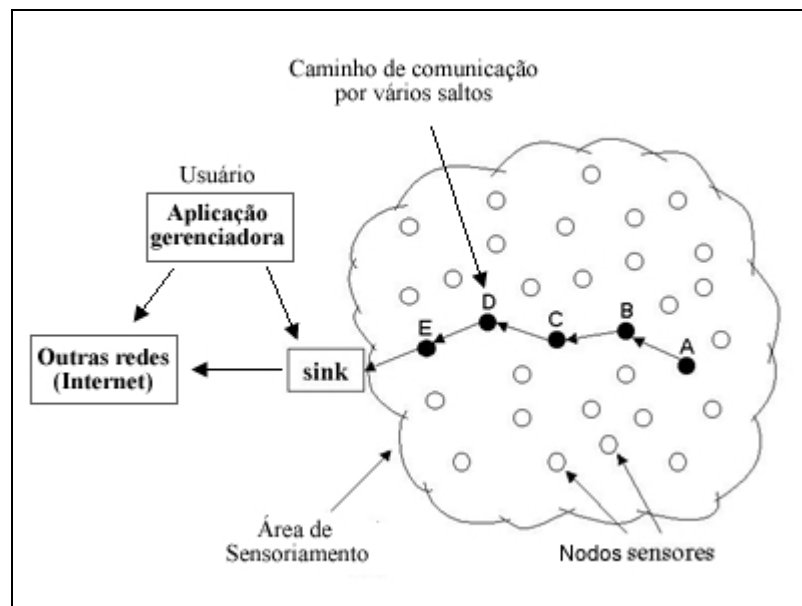 Caminho de comunicação
por vários saltos
Usuário
Aplicação
gerenciadora
Outras redes
(Internet)
sink
E
D
C
B
A
Área de
Sensoriamento
Nodos sensores